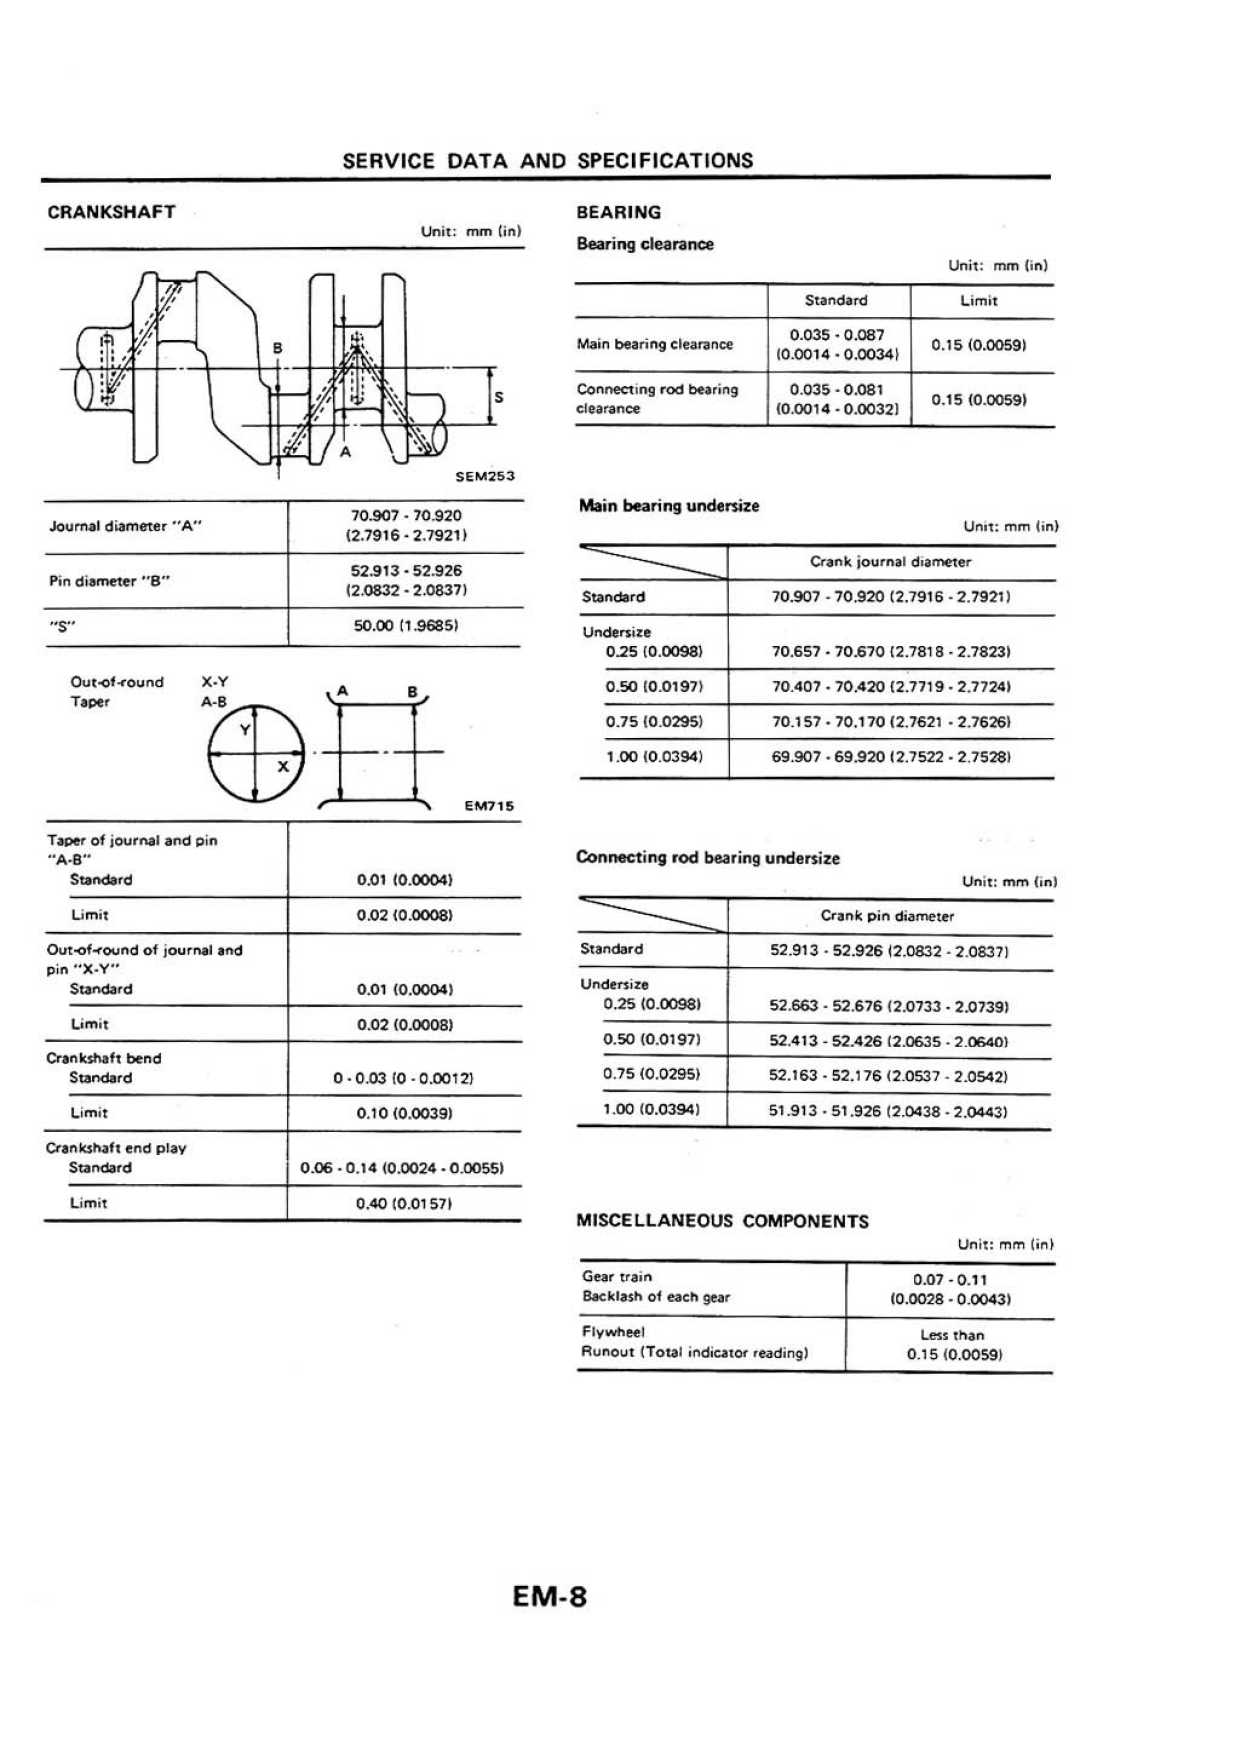 SERVICE DATA AND SPECIFICATIONS
CRANKSHAFT
Unit: mm (in)
B
S
A
SEM253
Journal diameter "A"
70.907 - 70.920
(2.7916 - 2.7921)
Pin diameter "B"
52.913 - 52.926
(2.0832 - 2.0837)
"S"
50.00 (1.9685)
Out-of-round X-Y
Taper A-B
A B
Y
X
EM715
Taper of journal and pin
"A-B"
Standard 0.01 (0.0004)
Limit 0.02 (0.0008)
Out-of-round of journal and
pin "X-Y"
Standard 0.01 (0.0004)
Limit 0.02 (0.0008)
Crankshaft bend
Standard 0 - 0.03 (0 - 0.0012)
Limit 0.10 (0.0039)
Crankshaft end play
Standard 0.06 - 0.14 (0.0024 - 0.0055)
Limit 0.40 (0.0157)
BEARING
Bearing clearance
Unit: mm (in)
Standard Limit
Main bearing clearance
0.035 - 0.087
(0.0014 - 0.0034)
0.15 (0.0059)
Connecting rod bearing
clearance
0.035 - 0.081
(0.0014 - 0.0032)
0.15 (0.0059)
Main bearing undersize
Unit: mm (in)
Crank journal diameter
Standard 70.907 - 70.920 (2.7916 - 2.7921)
Undersize
0.25 (0.0098) 70.657 - 70.670 (2.7818 - 2.7823)
0.50 (0.0197) 70.407 - 70.420 (2.7719 - 2.7724)
0.75 (0.0295) 70.157 - 70.170 (2.7621 - 2.7626)
1.00 (0.0394) 69.907 - 69.920 (2.7522 - 2.7528)
Connecting rod bearing undersize
Unit: mm (in)
Crank pin diameter
Standard 52.913 - 52.926 (2.0832 - 2.0837)
Undersize
0.25 (0.0098) 52.663 - 52.676 (2.0733 - 2.0739)
0.50 (0.0197) 52.413 - 52.426 (2.0635 - 2.0640)
0.75 (0.0295) 52.163 - 52.176 (2.0537 - 2.0542)
1.00 (0.0394) 51.913 - 51.926 (2.0438 - 2.0443)
MISCELLANEOUS COMPONENTS
Unit: mm (in)
Gear train
Backlash of each gear
0.07 - 0.11
(0.0028 - 0.0043)
Flywheel
Runout (Total indicator reading)
Less than
0.15 (0.0059)
EM-8